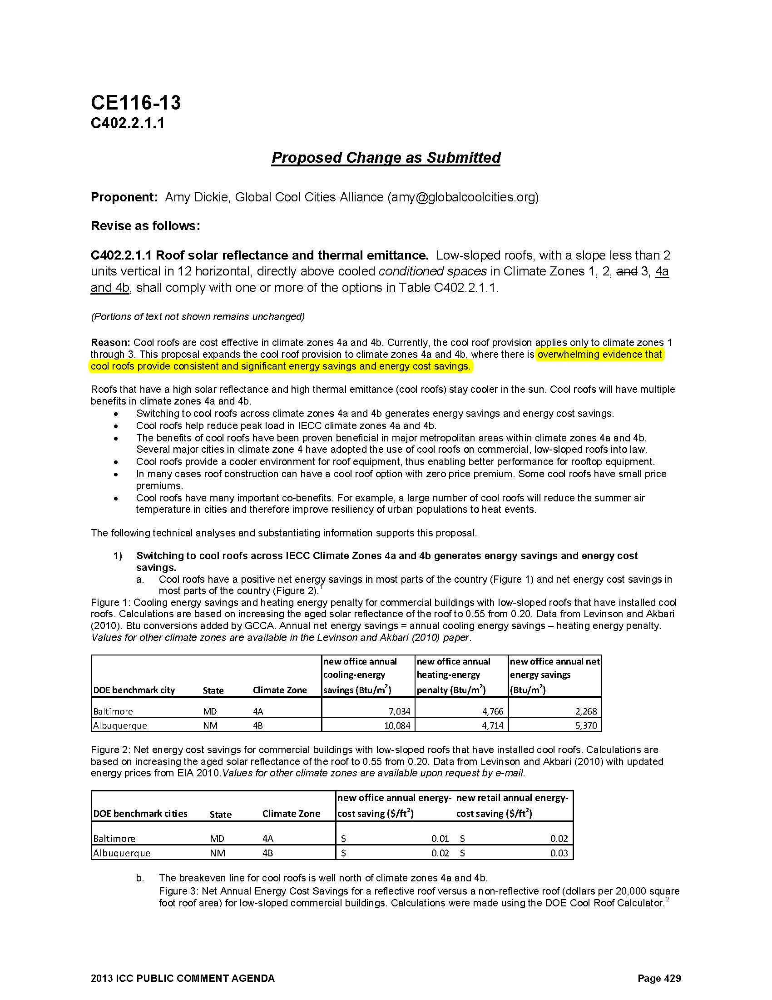 CE116-13
C402.2.1.1
Proposed Change as Submitted
Proponent: Amy Dickie, Global Cool Cities Alliance (amy@globalcoolcities.org)
Revise as follows:
C402.2.1.1 Roof solar reflectance and thermal emittance. Low-sloped roofs, with a slope less than 2
units vertical in 12 horizontal, directly above cooled conditioned spaces in Climate Zones 1, 2, and 3, 4a
and 4b, shall comply with one or more of the options in Table C402.2.1.1.
(Portions of text not shown remains unchanged)
Reason: Cool roofs are cost effective in climate zones 4a and 4b. Currently, the cool roof provision applies only to climate zones 1
through 3. This proposal expands the cool roof provision to climate zones 4a and 4b, where there is overwhelming evidence that
cool roofs provide consistent and significant energy savings and energy cost savings.
Roofs that have a high solar reflectance and high thermal emittance (cool roofs) stay cooler in the sun. Cool roofs will have multiple
benefits in climate zones 4a and 4b.
• Switching to cool roofs across climate zones 4a and 4b generates energy savings and energy cost savings.
• Cool roofs help reduce peak load in IECC climate zones 4a and 4b.
• The benefits of cool roofs have been proven beneficial in major metropolitan areas within climate zones 4a and 4b.
Several major cities in climate zone 4 have adopted the use of cool roofs on commercial, low-sloped roofs into law.
• Cool roofs provide a cooler environment for roof equipment, thus enabling better performance for rooftop equipment.
• In many cases roof construction can have a cool roof option with zero price premium. Some cool roofs have small price
premiums.
• Cool roofs have many important co-benefits. For example, a large number of cool roofs will reduce the summer air
temperature in cities and therefore improve resiliency of urban populations to heat events.
The following technical analyses and substantiating information supports this proposal.
1) Switching to cool roofs across IECC Climate Zones 4a and 4b generates energy savings and energy cost
savings.
a. Cool roofs have a positive net energy savings in most parts of the country (Figure 1) and net energy cost savings in
most parts of the country (Figure 2).1
Figure 1: Cooling energy savings and heating energy penalty for commercial buildings with low-sloped roofs that have installed cool
roofs. Calculations are based on increasing the aged solar reflectance of the roof to 0.55 from 0.20. Data from Levinson and Akbari
(2010). Btu conversions added by GCCA. Annual net energy savings = annual cooling energy savings – heating energy penalty.
Values for other climate zones are available in the Levinson and Akbari (2010) paper.
new office annual new office annual new office annual net
cooling-energy heating-energy energy savings
DOE benchmark city State Climate Zone savings (Btu/m2) penalty (Btu/m2) (Btu/m2)
Baltimore MD 4A 7,034 4,766 2,268
Albuquerque NM 4B 10,084 4,714 5,370
Figure 2: Net energy cost savings for commercial buildings with low-sloped roofs that have installed cool roofs. Calculations are
based on increasing the aged solar reflectance of the roof to 0.55 from 0.20. Data from Levinson and Akbari (2010) with updated
energy prices from EIA 2010. Values for other climate zones are available upon request by e-mail.
new office annual energy- new retail annual energy-
DOE benchmark cities State Climate Zone cost saving ($/ft2) cost saving ($/ft2)
Baltimore MD 4A $ 0.01 $ 0.02
Albuquerque NM 4B $ 0.02 $ 0.03
b. The breakeven line for cool roofs is well north of climate zones 4a and 4b.
Figure 3: Net Annual Energy Cost Savings for a reflective roof versus a non-reflective roof (dollars per 20,000 square
foot roof area) for low-sloped commercial buildings. Calculations were made using the DOE Cool Roof Calculator.2
2013 ICC PUBLIC COMMENT AGENDA Page 429